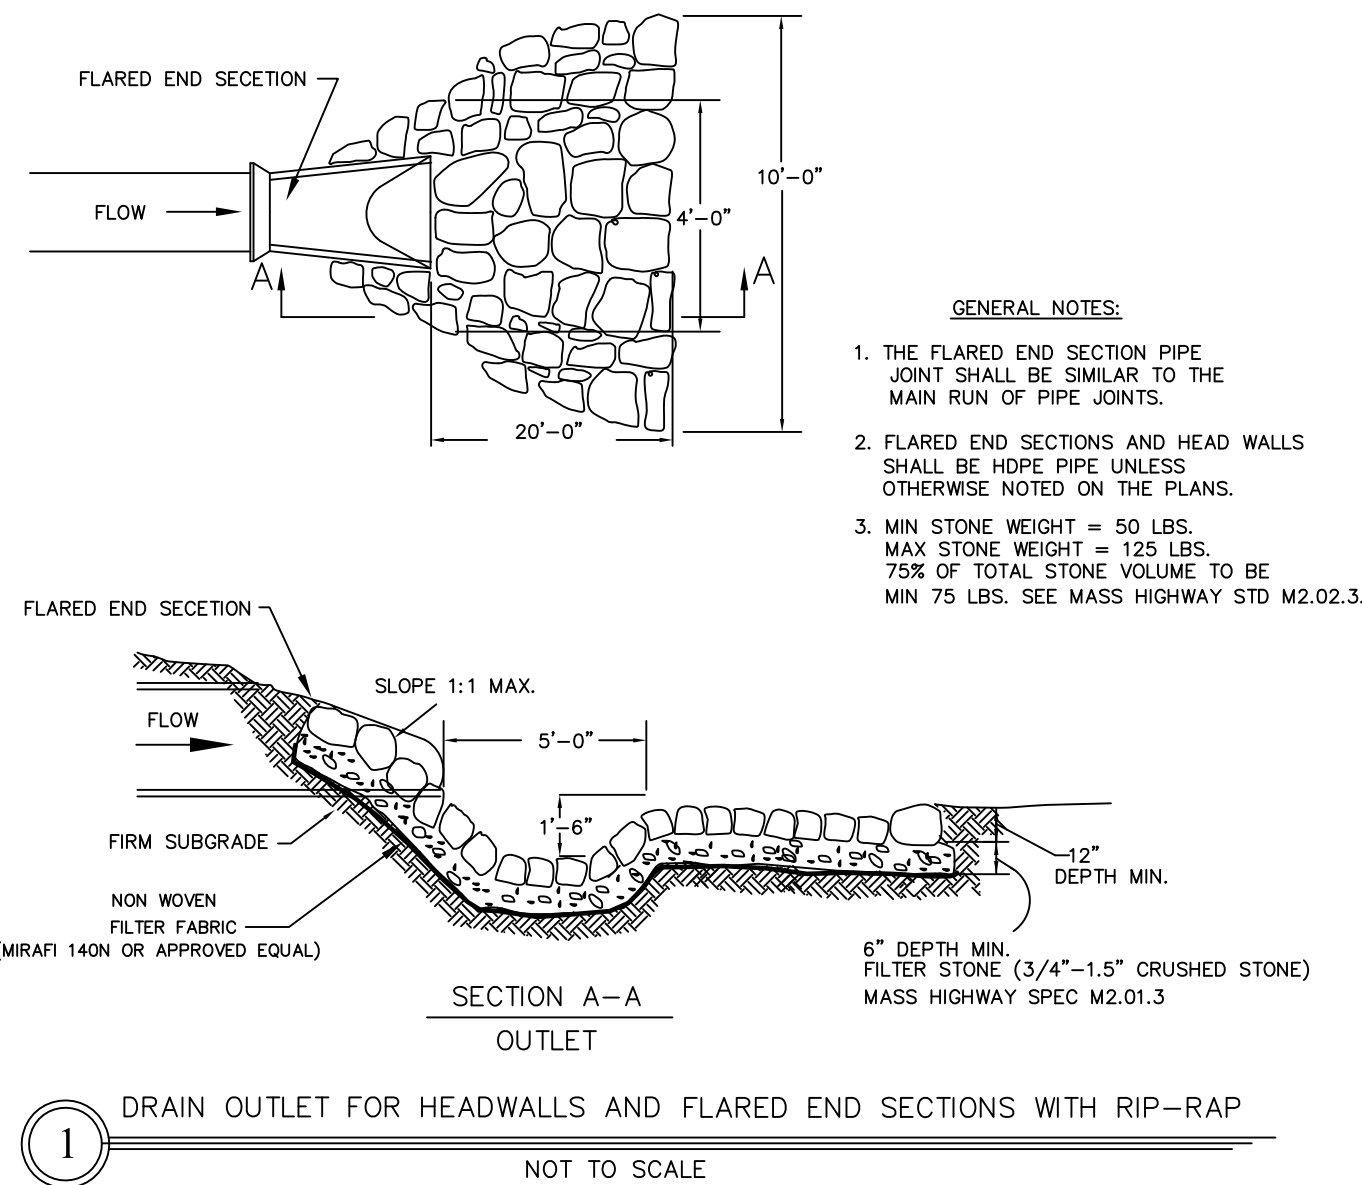 FLARED END SECETION
FLOW
A
A
10'-0"
4'-0"
20'-0"
GENERAL NOTES:
1. THE FLARED END SECTION PIPE
JOINT SHALL BE SIMILAR TO THE
MAIN RUN OF PIPE JOINTS.
2. FLARED END SECTIONS AND HEAD WALLS
SHALL BE HDPE PIPE UNLESS
OTHERWISE NOTED ON THE PLANS.
3. MIN STONE WEIGHT = 50 LBS.
MAX STONE WEIGHT = 125 LBS.
75% OF TOTAL STONE VOLUME TO BE
MIN 75 LBS. SEE MASS HIGHWAY STD M2.02.3.
FLARED END SECETION
SLOPE 1:1 MAX.
FLOW
5'-0"
1'-6"
FIRM SUBGRADE
12"
DEPTH MIN.
NON WOVEN
FILTER FABRIC
(MIRAFI 140N OR APPROVED EQUAL)
6" DEPTH MIN.
FILTER STONE (3/4"-1.5" CRUSHED STONE)
MASS HIGHWAY SPEC M2.01.3
SECTION A-A
OUTLET
1
DRAIN OUTLET FOR HEADWALLS AND FLARED END SECTIONS WITH RIP-RAP
NOT TO SCALE